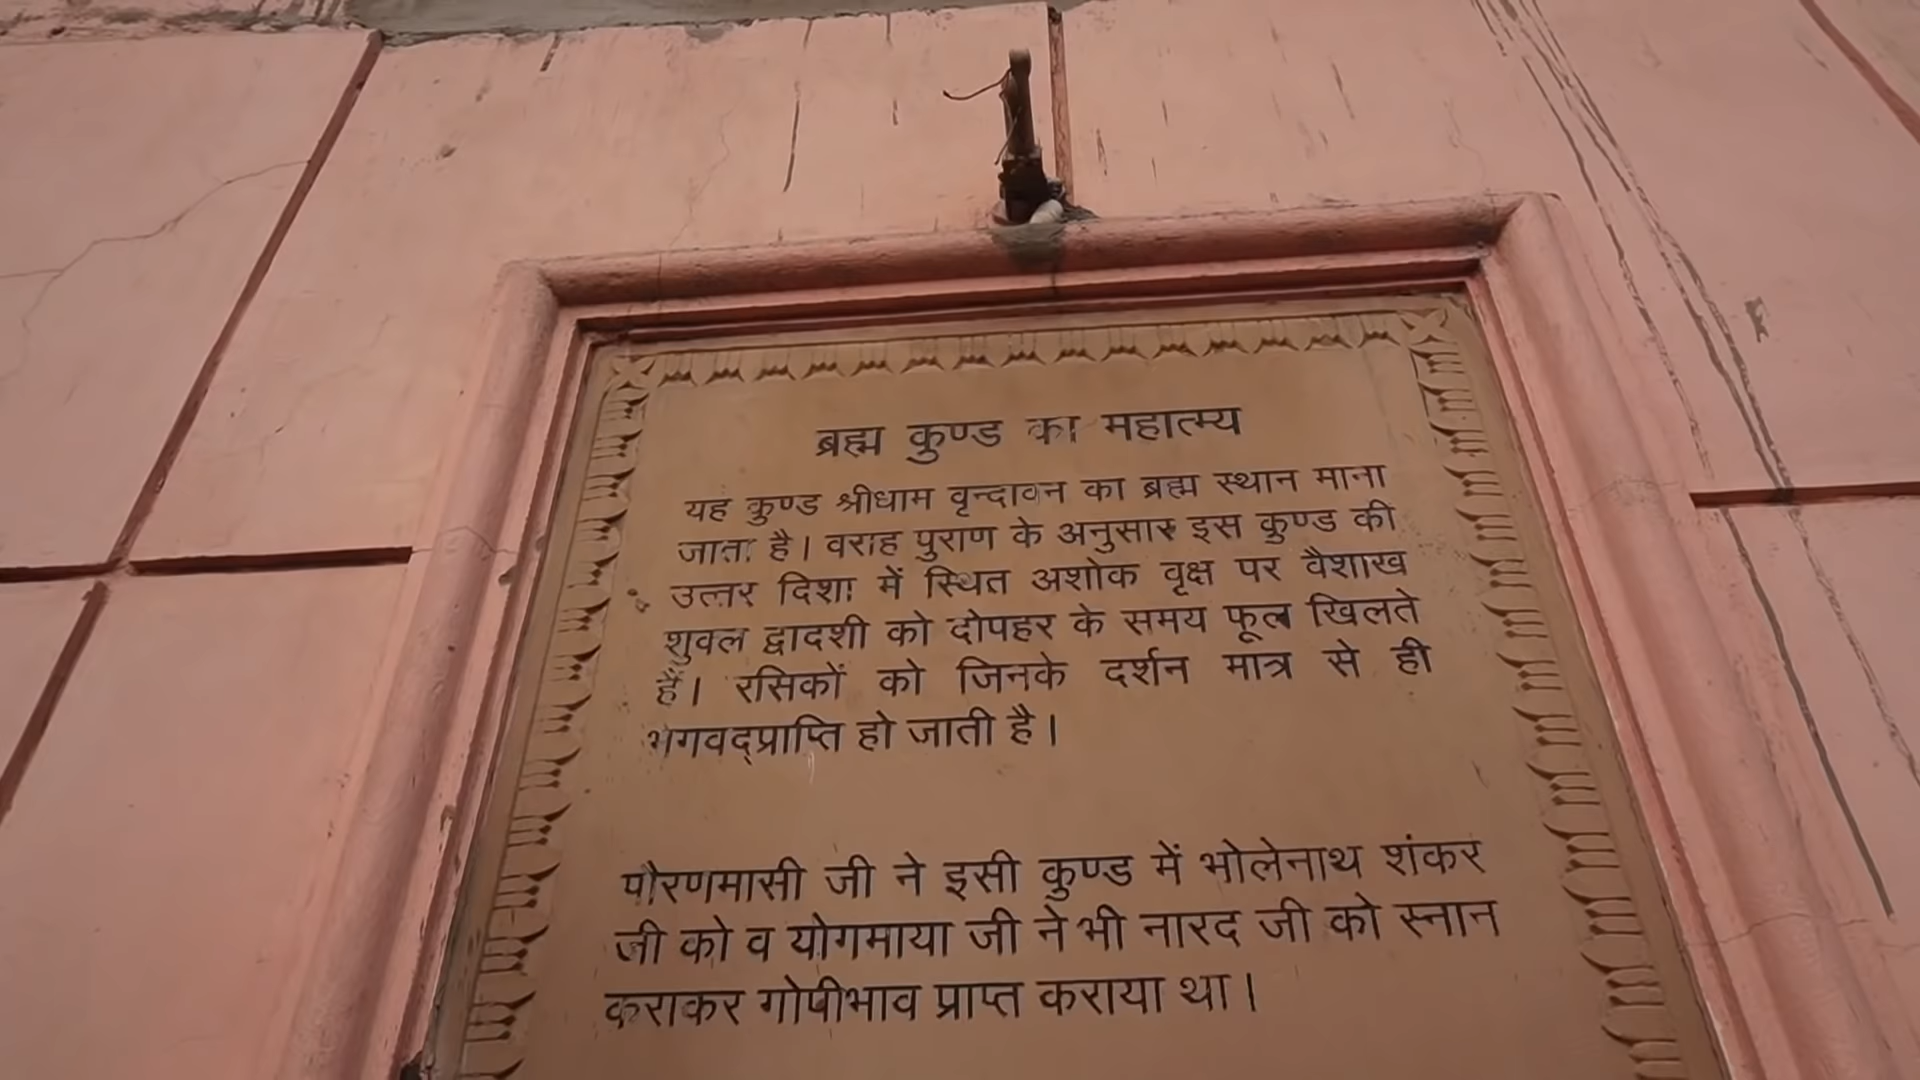 ब्रह्म कुण्ड का महात्म्य
यह कुण्ड श्रीधाम वृन्दावन का ब्रह्म स्थान माना
जाता है। वराह पुराण के अनुसार इस कुण्ड की
उत्तर दिशा में स्थित अशोक वृक्ष पर वैशाख
शुक्ल द्वादशी को दोपहर के समय फूल खिलते
हैं। रसिकों को जिनके दर्शन मात्र से ही
भगवद्प्राप्ति हो जाती है।
पौरणमासी जी ने इसी कुण्ड में भोलेनाथ शंकर
जी को व योगमाया जी ने भी नारद जी को स्नान
कराकर गोपीभाव प्राप्त कराया था।